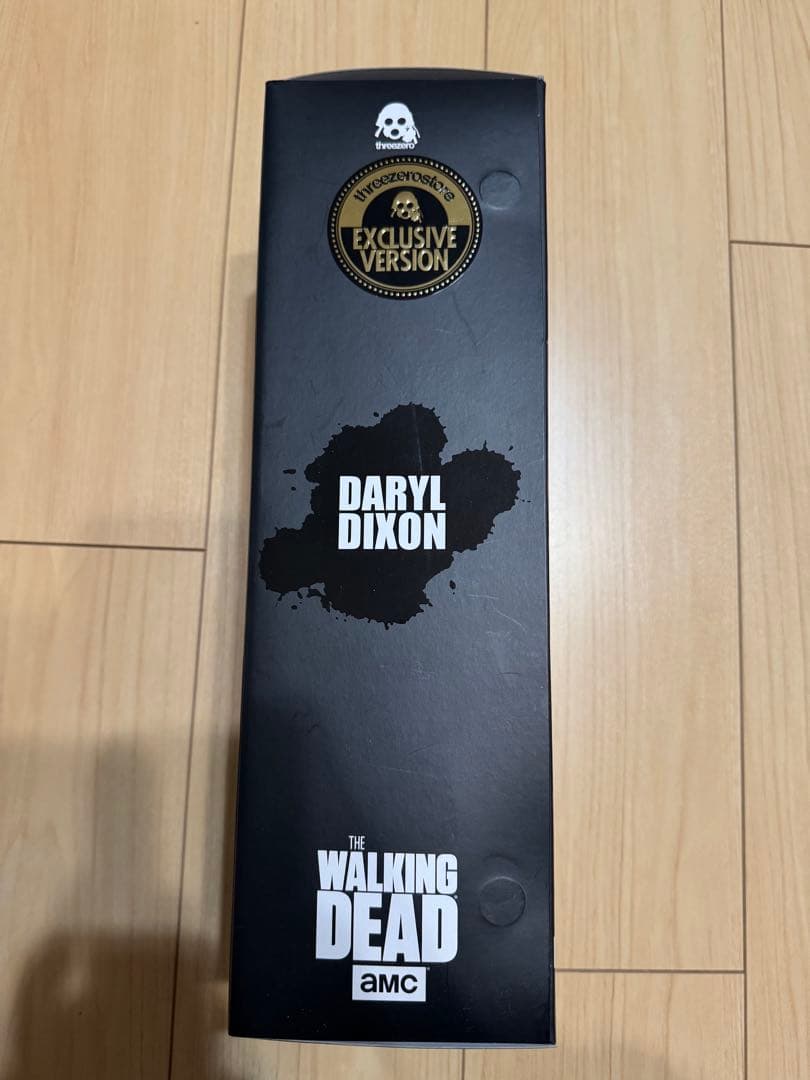 threezero
threezerostore
EXCLUSIVE
VERSION
DARYL
DIXON
THE
WALKING
DEAD
aMC